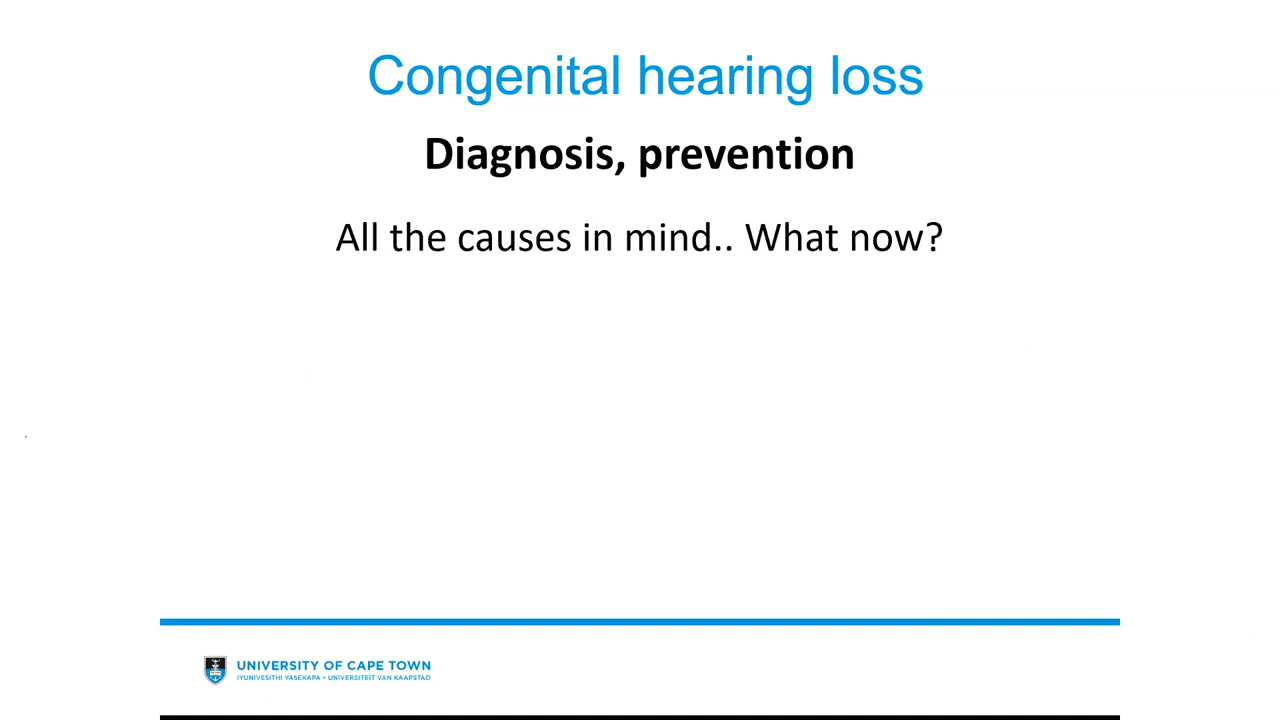 Congenital hearing loss
Diagnosis, prevention
All the causes in mind.. What now?
UNIVERSITY OF CAPE TOWN
IYUNIVESITHI YASEKAPA • UNIVERSITEIT VAN KAAPSTAD